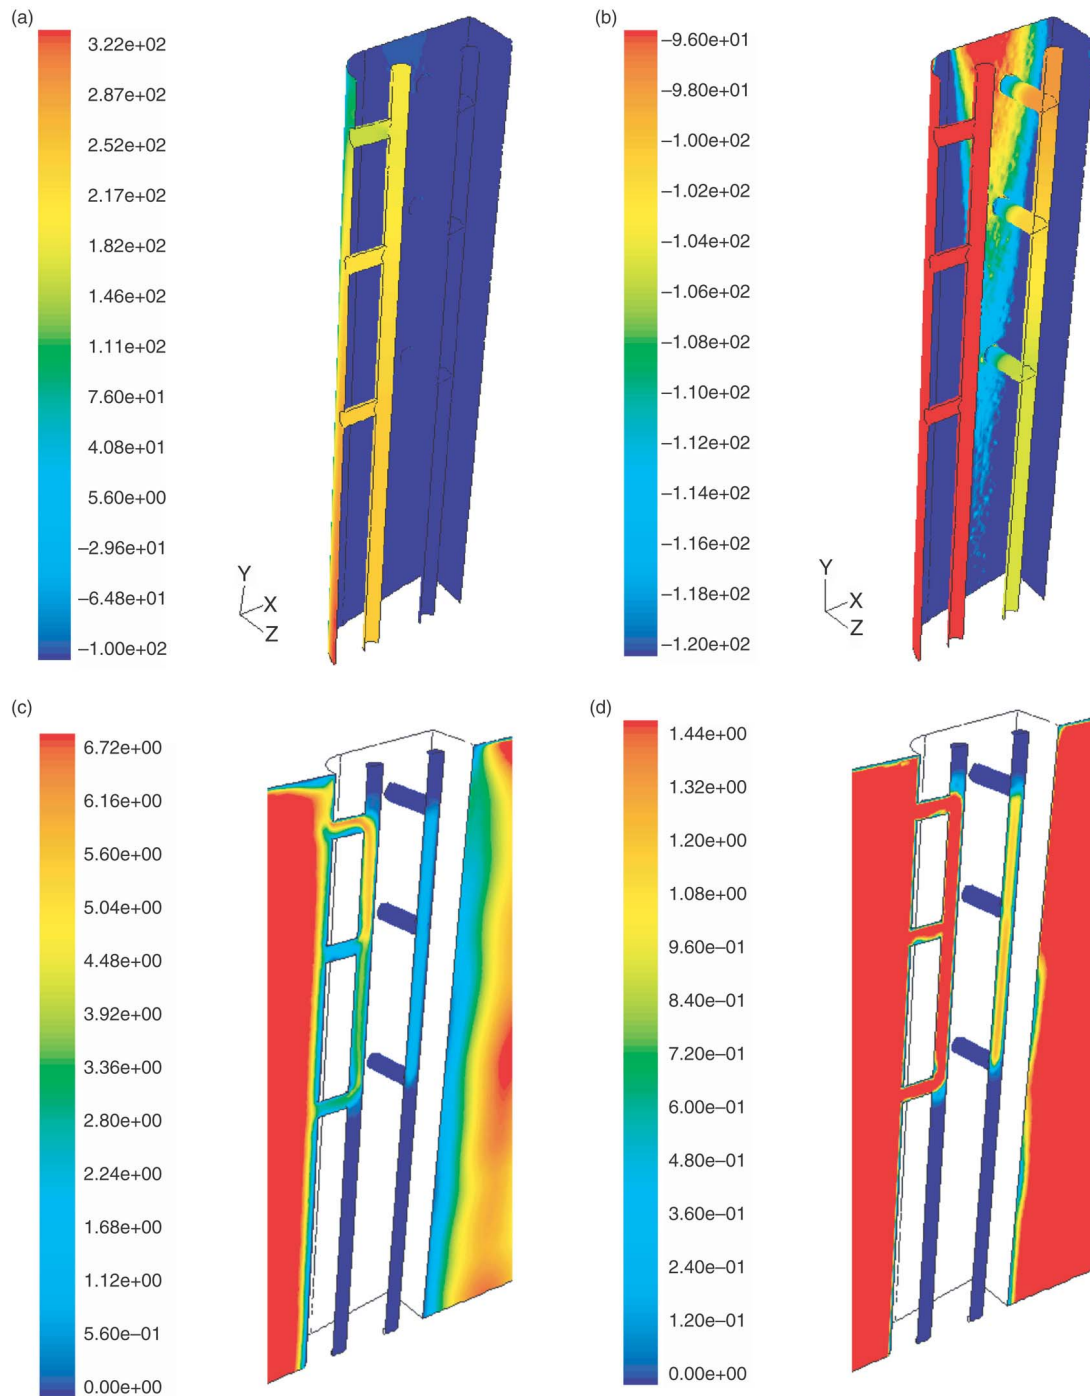 (a)
3.22e+02
2.87e+02
2.52e+02
2.17e+02
1.82e+02
1.46e+02
1.11e+02
7.60e+01
4.08e+01
5.60e+00
−2.96e+01
−6.48e+01
−1.00e+02
Y
X
Z
(b)
−9.60e+01
−9.80e+01
−1.00e+02
−1.02e+02
−1.04e+02
−1.06e+02
−1.08e+02
−1.10e+02
−1.12e+02
−1.14e+02
−1.16e+02
−1.18e+02
−1.20e+02
Y
X
Z
(c)
6.72e+00
6.16e+00
5.60e+00
5.04e+00
4.48e+00
3.92e+00
3.36e+00
2.80e+00
2.24e+00
1.68e+00
1.12e+00
5.60e−01
0.00e+00
(d)
1.44e+00
1.32e+00
1.20e+00
1.08e+00
9.60e−01
8.40e−01
7.20e−01
6.00e−01
4.80e−01
3.60e−01
2.40e−01
1.20e−01
0.00e+00